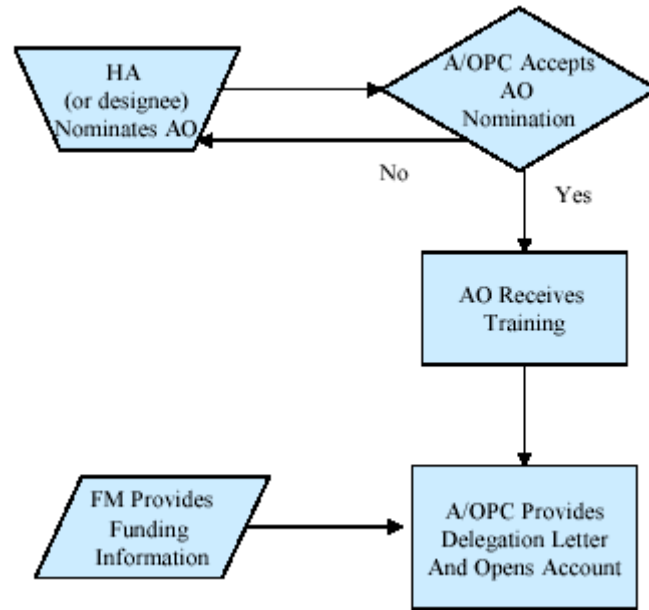 HA
(or designee)
Nominates AO
A/OPC Accepts
AO
Nomination
No
Yes
AO Receives
Training
FM Provides
Funding
Information
A/OPC Provides
Delegation Letter
And Opens Account